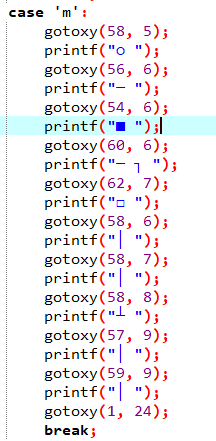 case 'm':
gotoxy(58, 5);
printf("○ ");
gotoxy(56, 6);
printf("─ ");
gotoxy(54, 6);
printf("■ ");
gotoxy(60, 6);
printf("─ ┐ ");
gotoxy(62, 7);
printf("□ ");
gotoxy(58, 6);
printf("│ ");
gotoxy(58, 7);
printf("│ ");
gotoxy(58, 8);
printf("┴ ");
gotoxy(57, 9);
printf("│ ");
gotoxy(59, 9);
printf("│ ");
gotoxy(1, 24);
break;